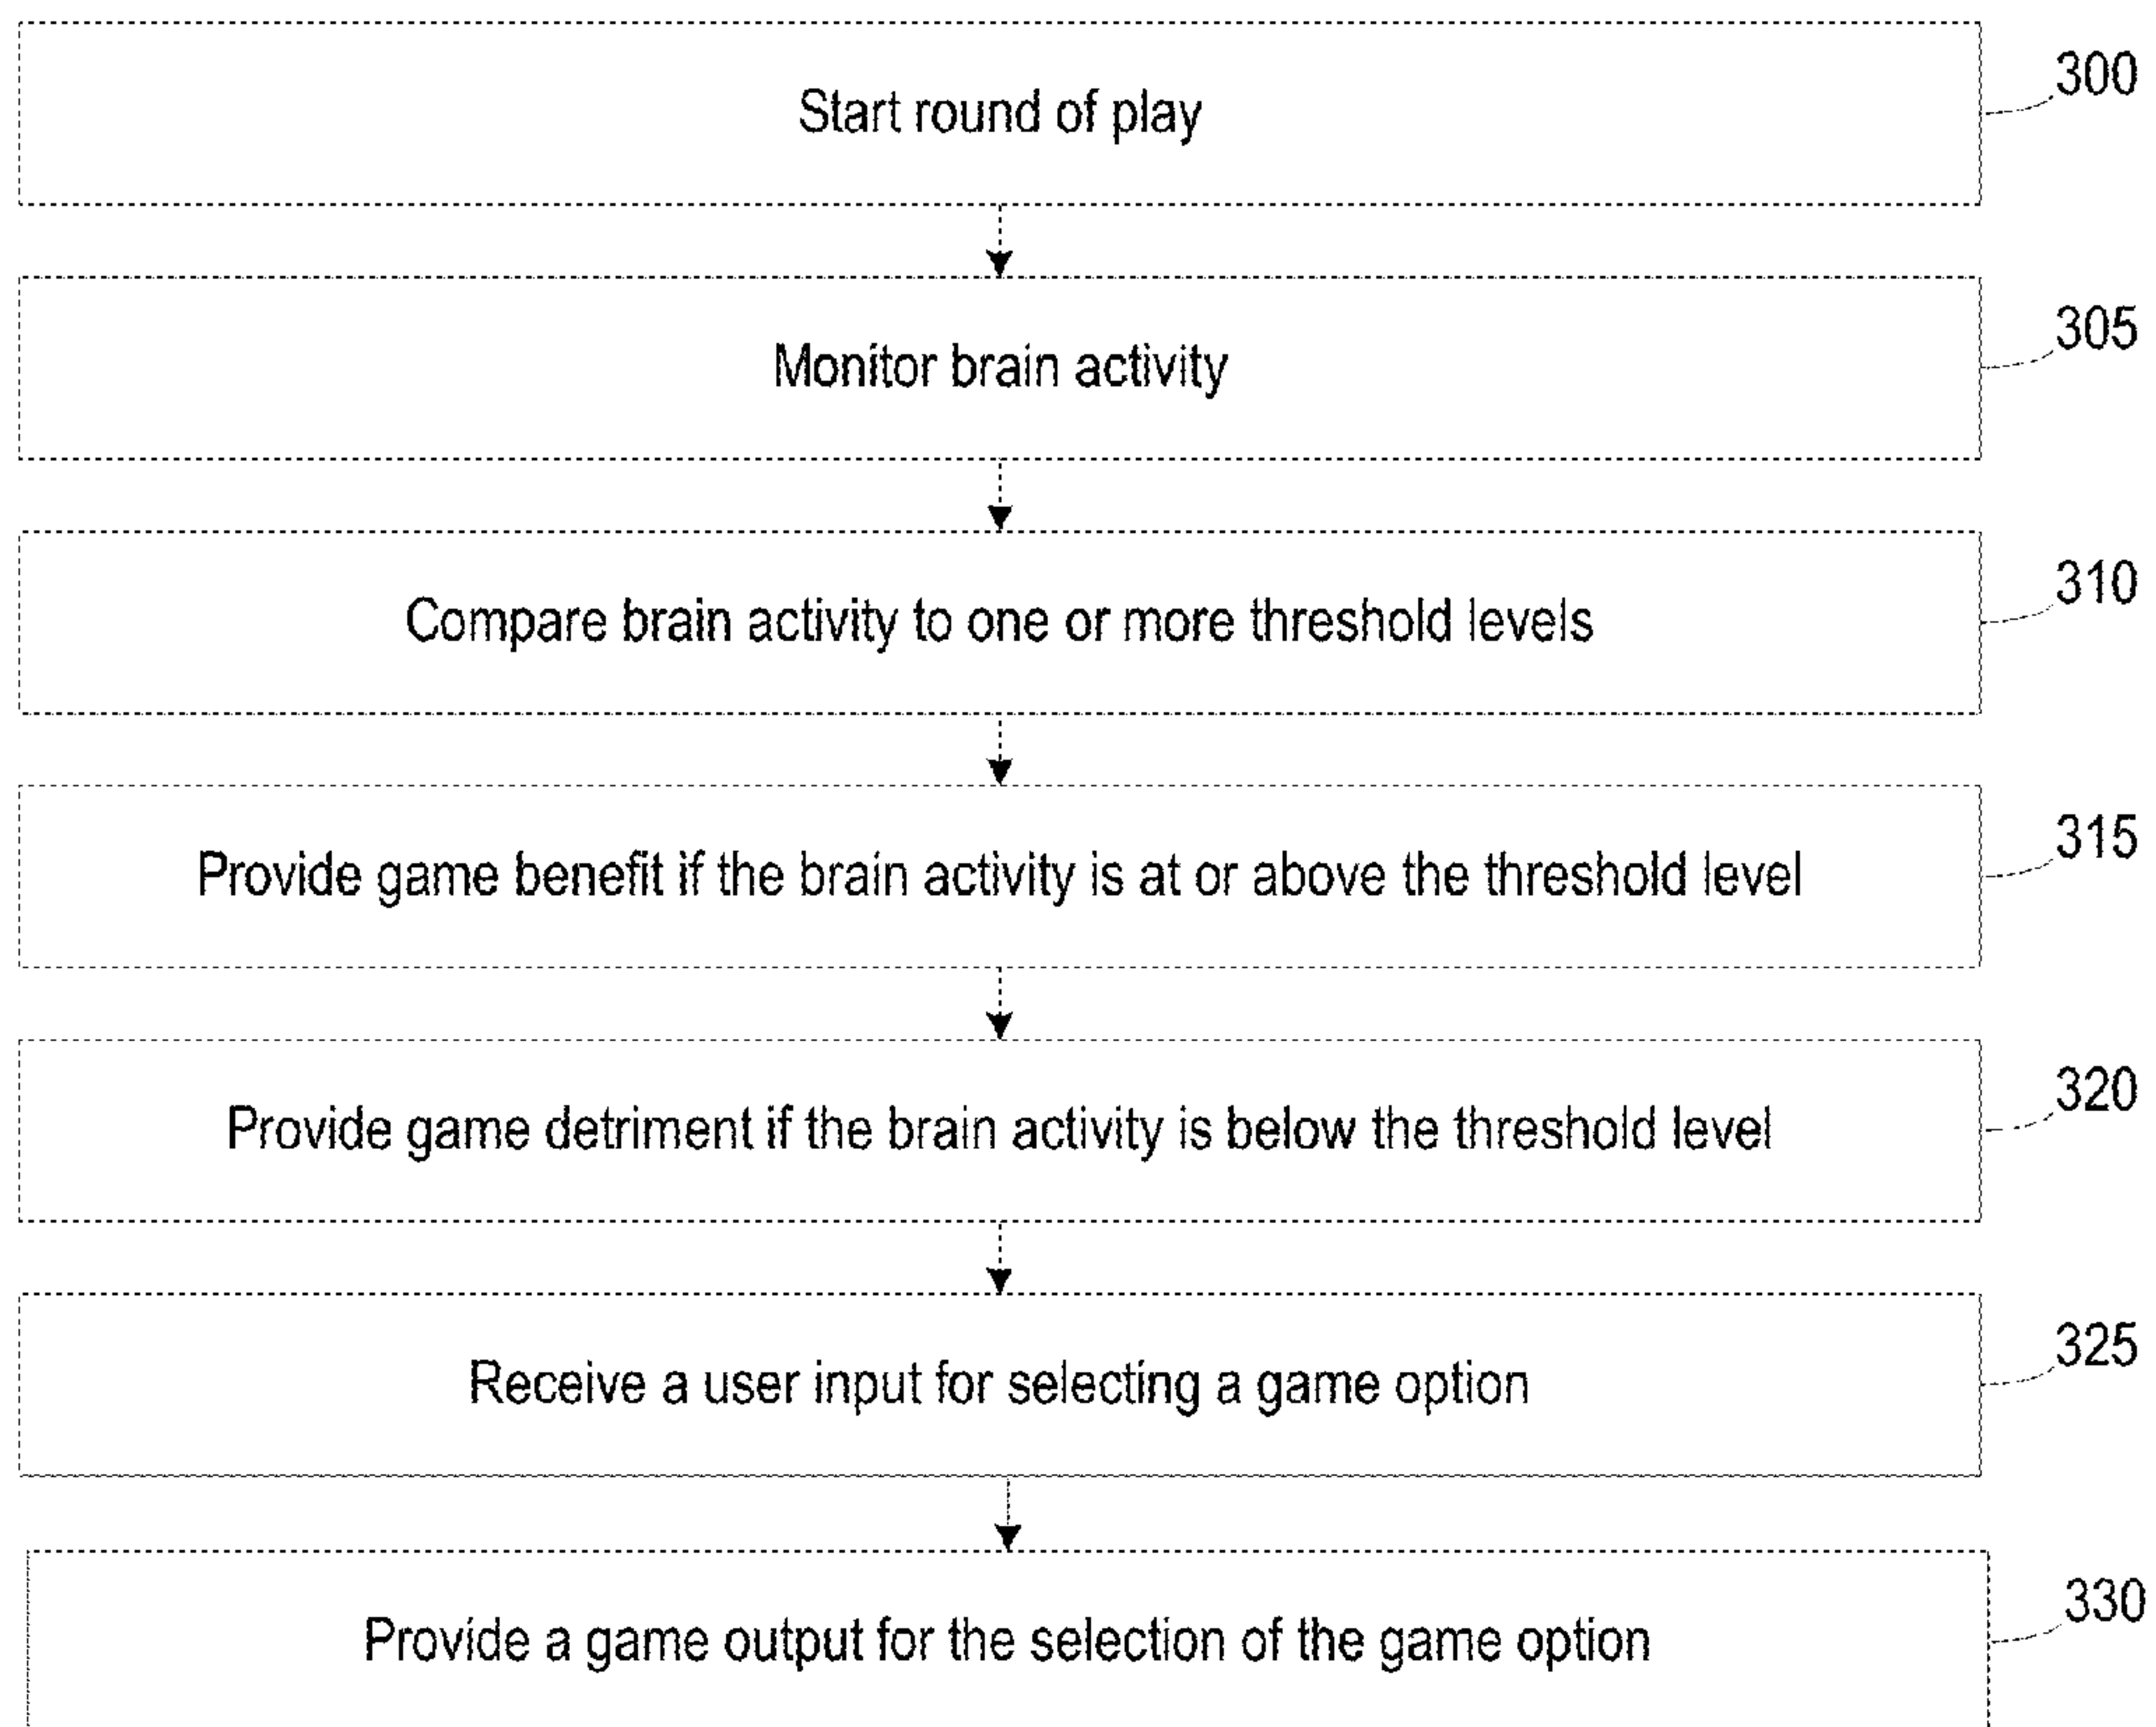 Start round of play
300
Monitor brain activity
305
Compare brain activity to one or more threshold levels
310
Provide game benefit if the brain activity is at or above the threshold level
315
Provide game detriment if the brain activity is below the threshold level
320
Receive a user input for selecting a game option
325
Provide a game output for the selection of the game option
330